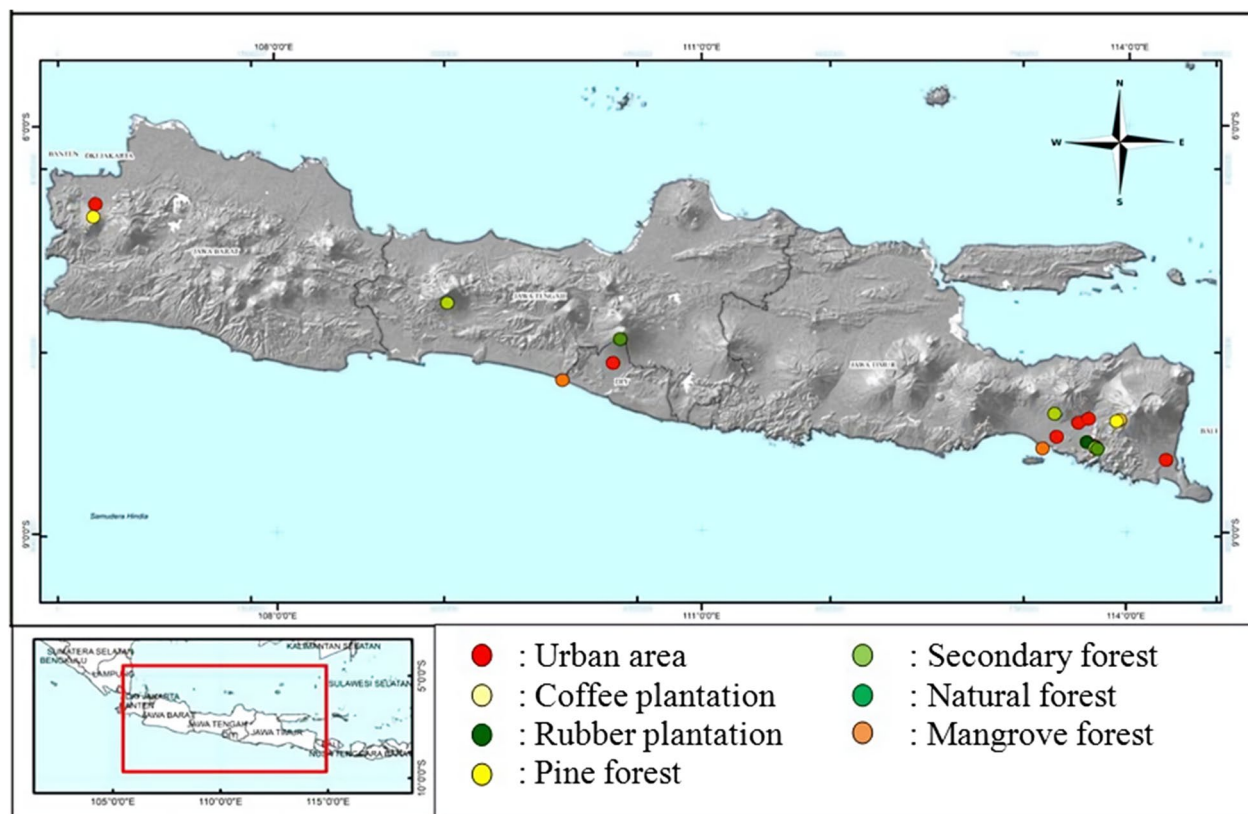 108°0'0"E
111°0'0"E
114°0'0"E
6°0'0"S
6°0'0"S
N
W
E
S
BANTEN
DKI JAKARTA
JAWA BARAT
JAWA TENGAH
DIY
JAWA TIMUR
BALI
Samudera Hindia
9°0'0"S
9°0'0"S
108°0'0"E
111°0'0"E
114°0'0"E
SUMATERA SELATAN
BENGKULU
LAMPUNG
KALIMANTAN SELATAN
SULAWESI SELATAN
DKI JAKARTA
BANTEN
JAWA BARAT
JAWA TENGAH
DIY
JAWA TIMUR
BALI
NUSA TENGGARA BARAT
5°0'0"S
10°0'0"S
105°0'0"E
110°0'0"E
115°0'0"E
: Urban area
: Coffee plantation
: Rubber plantation
: Pine forest
: Secondary forest
: Natural forest
: Mangrove forest